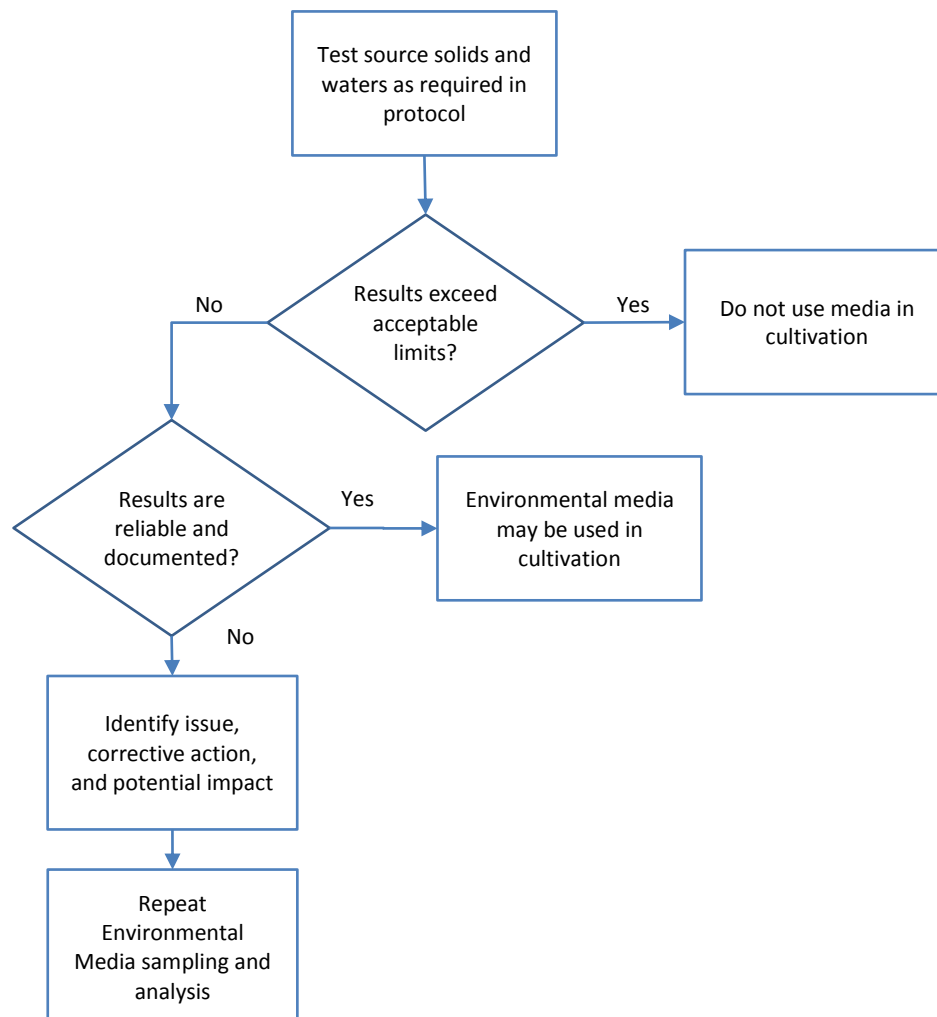 Test source solids and
waters as required in
protocol
No
Results exceed
acceptable
limits?
Yes
Do not use media in
cultivation
Results are
reliable and
documented?
Yes
Environmental media
may be used in
cultivation
No
Identify issue,
corrective action,
and potential impact
Repeat
Environmental
Media sampling and
analysis